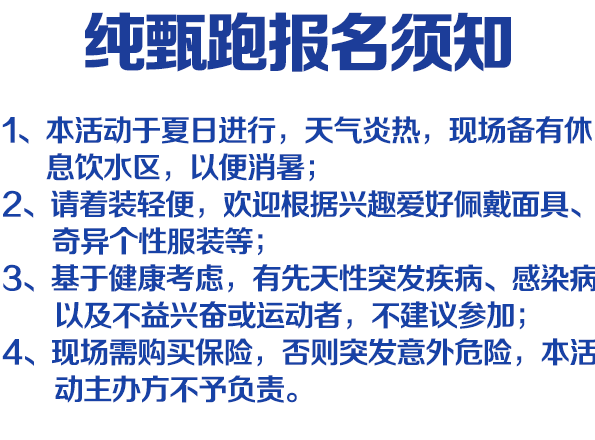 纯甄跑报名须知
1、本活动于夏日进行，天气炎热，现场备有休
息饮水区，以便消暑；
2、请着装轻便，欢迎根据兴趣爱好佩戴面具、
奇异个性服装等；
3、基于健康考虑，有先天性突发疾病、感染病
以及不益兴奋或运动者，不建议参加；
4、现场需购买保险，否则突发意外危险，本活
动主办方不予负责。